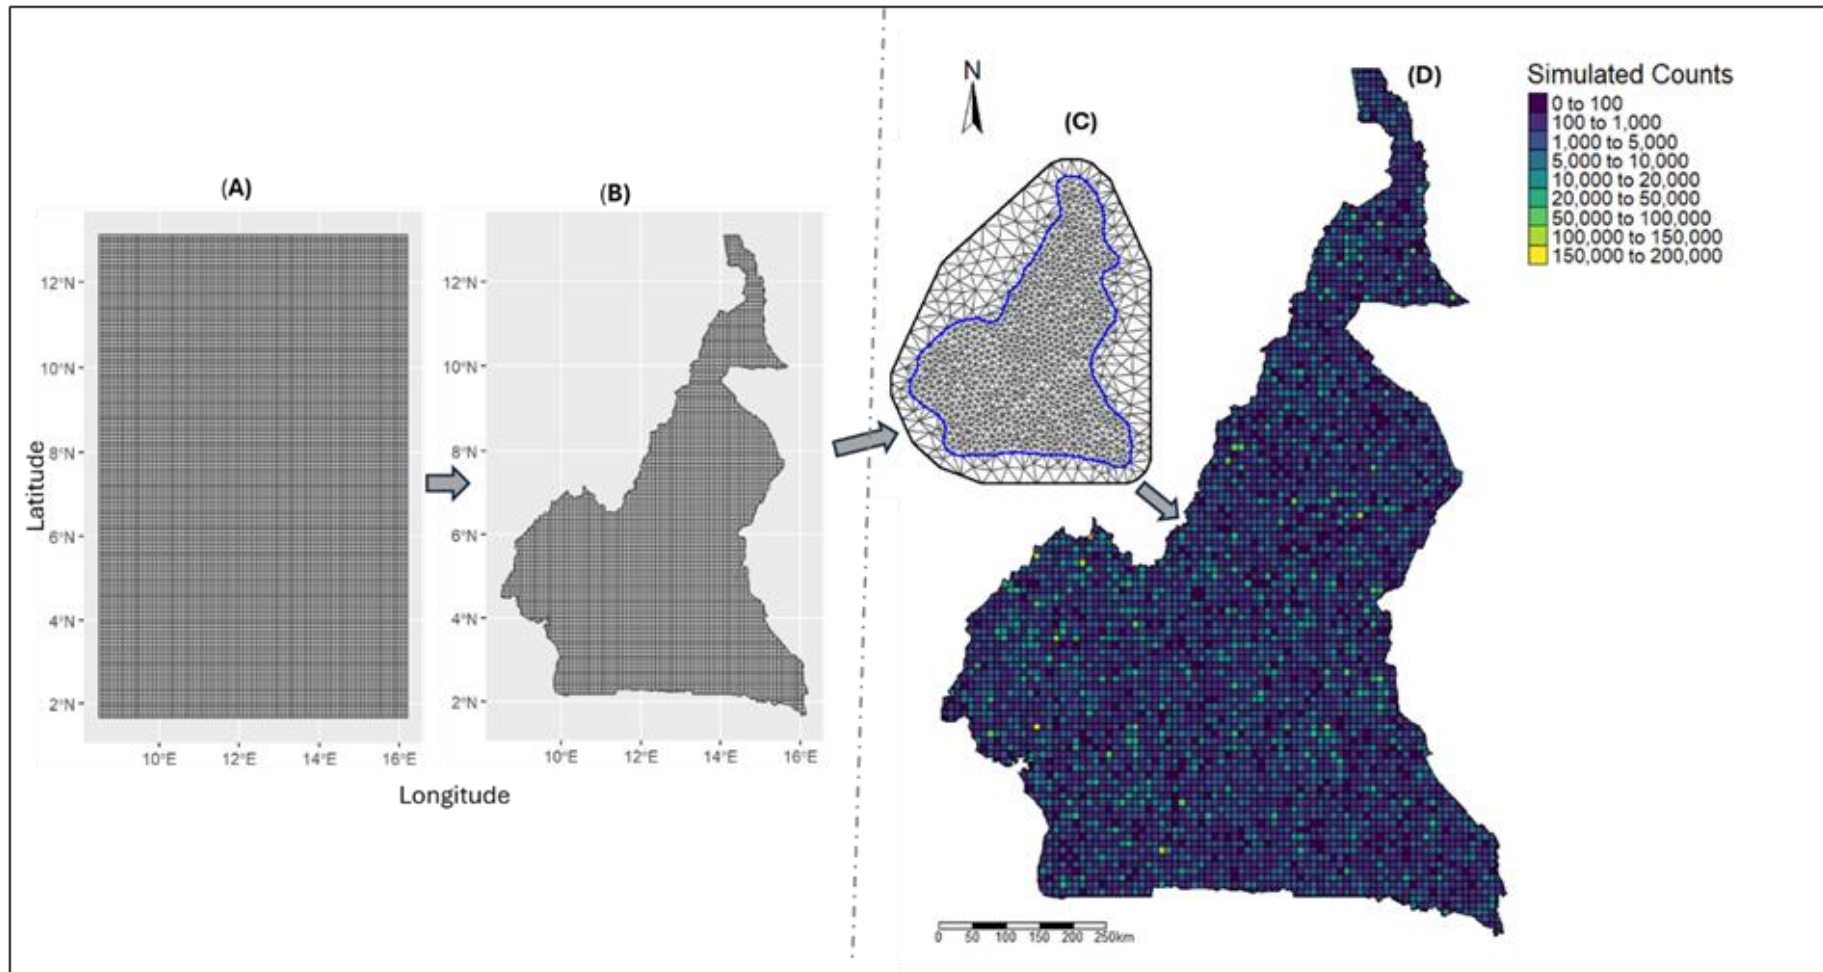 (A)
12°N
10°N
8°N
6°N
4°N
2°N
10°E
12°E
14°E
16°E
Latitude
(B)
12°N
10°N
8°N
6°N
4°N
2°N
10°E
12°E
14°E
16°E
Longitude
N
(C)
(D)
Simulated Counts
0 to 100
100 to 1,000
1,000 to 5,000
5,000 to 10,000
10,000 to 20,000
20,000 to 50,000
50,000 to 100,000
100,000 to 150,000
150,000 to 200,000
0 50 100 150 200 250km